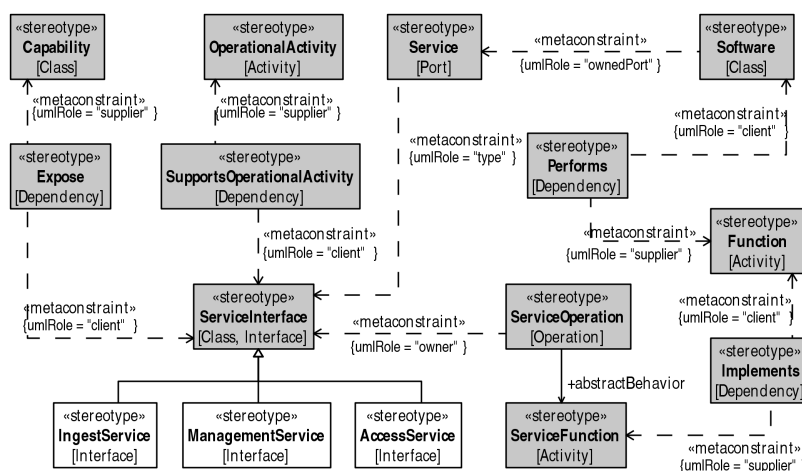 «stereotype»
Capability
[Class]
«stereotype»
OperationalActivity
[Activity]
«stereotype»
Service
[Port]
«metaconstraint»
{umlRole = "ownedPort" }
«stereotype»
Software
[Class]
«metaconstraint»
{umlRole = "supplier" }
«metaconstraint»
{umlRole = "supplier" }
«metaconstraint»
{umlRole = "type" }
«metaconstraint»
{umlRole = "client" }
«stereotype»
Expose
[Dependency]
«stereotype»
SupportsOperationalActivity
[Dependency]
«stereotype»
Performs
[Dependency]
«metaconstraint»
{umlRole = "client" }
«metaconstraint»
{umlRole = "supplier" }
«stereotype»
Function
[Activity]
«metaconstraint»
{umlRole = "client" }
«stereotype»
ServiceInterface
[Class, Interface]
«metaconstraint»
{umlRole = "owner" }
«stereotype»
ServiceOperation
[Operation]
«metaconstraint»
{umlRole = "client" }
«stereotype»
Implements
[Dependency]
+abstractBehavior
«stereotype»
IngestService
[Interface]
«stereotype»
ManagementService
[Interface]
«stereotype»
AccessService
[Interface]
«stereotype»
ServiceFunction
[Activity]
«metaconstraint»
{umlRole = "supplier" }